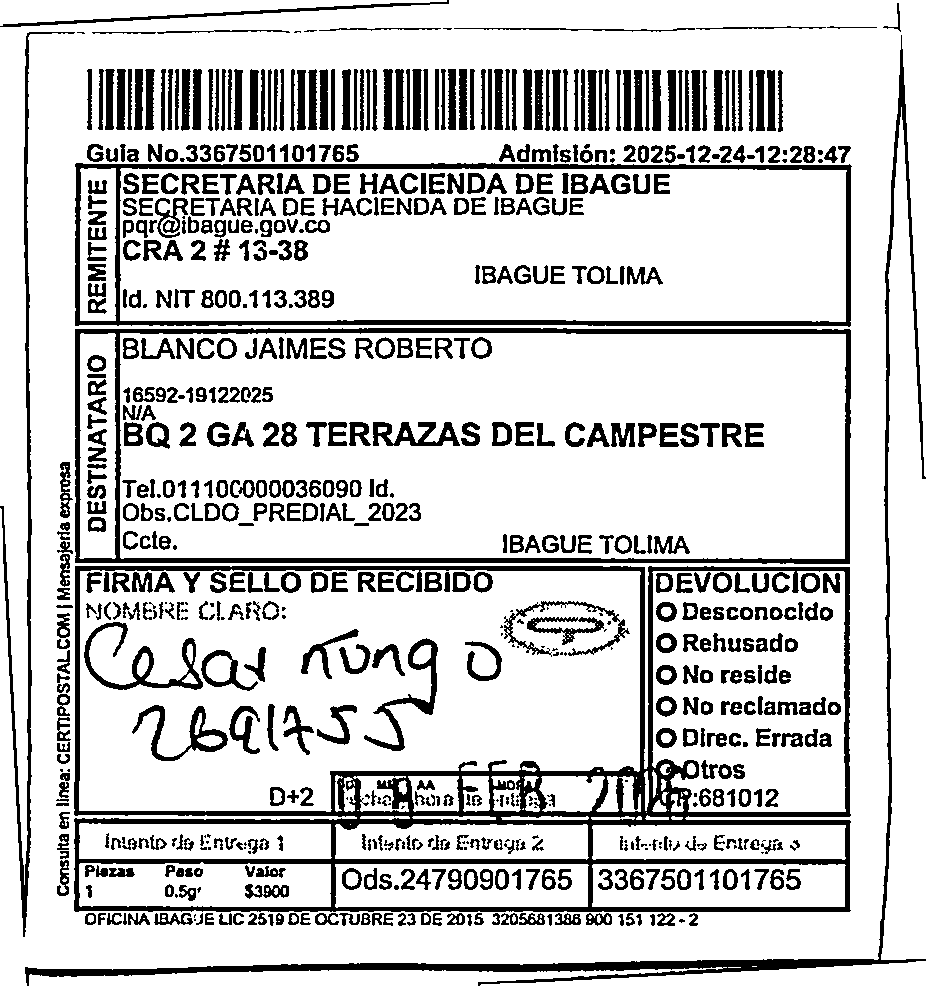 Guia No.3367501101765 Admisión: 2025-12-24-12:28:47
REMITENTE
SECRETARIA DE HACIENDA DE IBAGUE
SECRETARIA DE HACIENDA DE IBAGUE
pqr@ibague.gov.co
CRA 2 # 13-38
IBAGUE TOLIMA
Id. NIT 800.113.389
DESTINATARIO
BLANCO JAIMES ROBERTO
16592-19122025
N/A
BQ 2 GA 28 TERRAZAS DEL CAMPESTRE
Tel.011100000036090 Id.
Obs.CLDO_PREDIAL_2023
Ccte. IBAGUE TOLIMA
Consulta en línea: CERTIPOSTAL.COM | Mensajería expresa
FIRMA Y SELLO DE RECIBIDO
NOMBRE CLARO:
Cesar
2691755
D+2
FEB
DEVOLUCION
Desconocido
Rehusado
No reside
No reclamado
Direc. Errada
Otros
CP:681012
Intento de Entrega 1 Intento de Entrega 2 Intento de Entrega 3
Piezas Peso Valor
1 0.5gr $3900
Ods.24790901765 3367501101765
OFICINA IBAGUE LIC 2519 DE OCTUBRE 23 DE 2015 3205681388 900 151 122 - 2